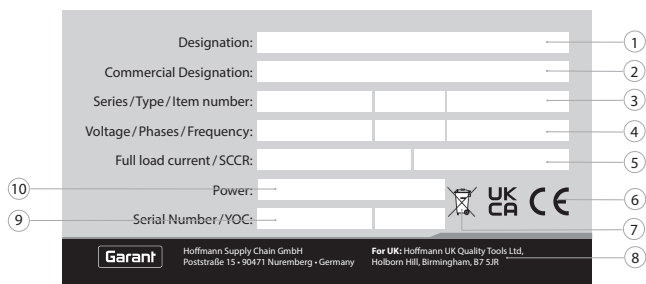 Designation:
1
Commercial Designation:
2
Series/Type/Item number:
3
Voltage/Phases/Frequency:
4
Full load current/SCCR:
5
10
Power:
UK
CA
CE
6
9
Serial Number/YOC:
7
Garant
Hoffmann Supply Chain GmbH
Poststraße 15 • 90471 Nuremberg • Germany
For UK: Hoffmann UK Quality Tools Ltd,
Holborn Hill, Birmingham, B7 5JR
8